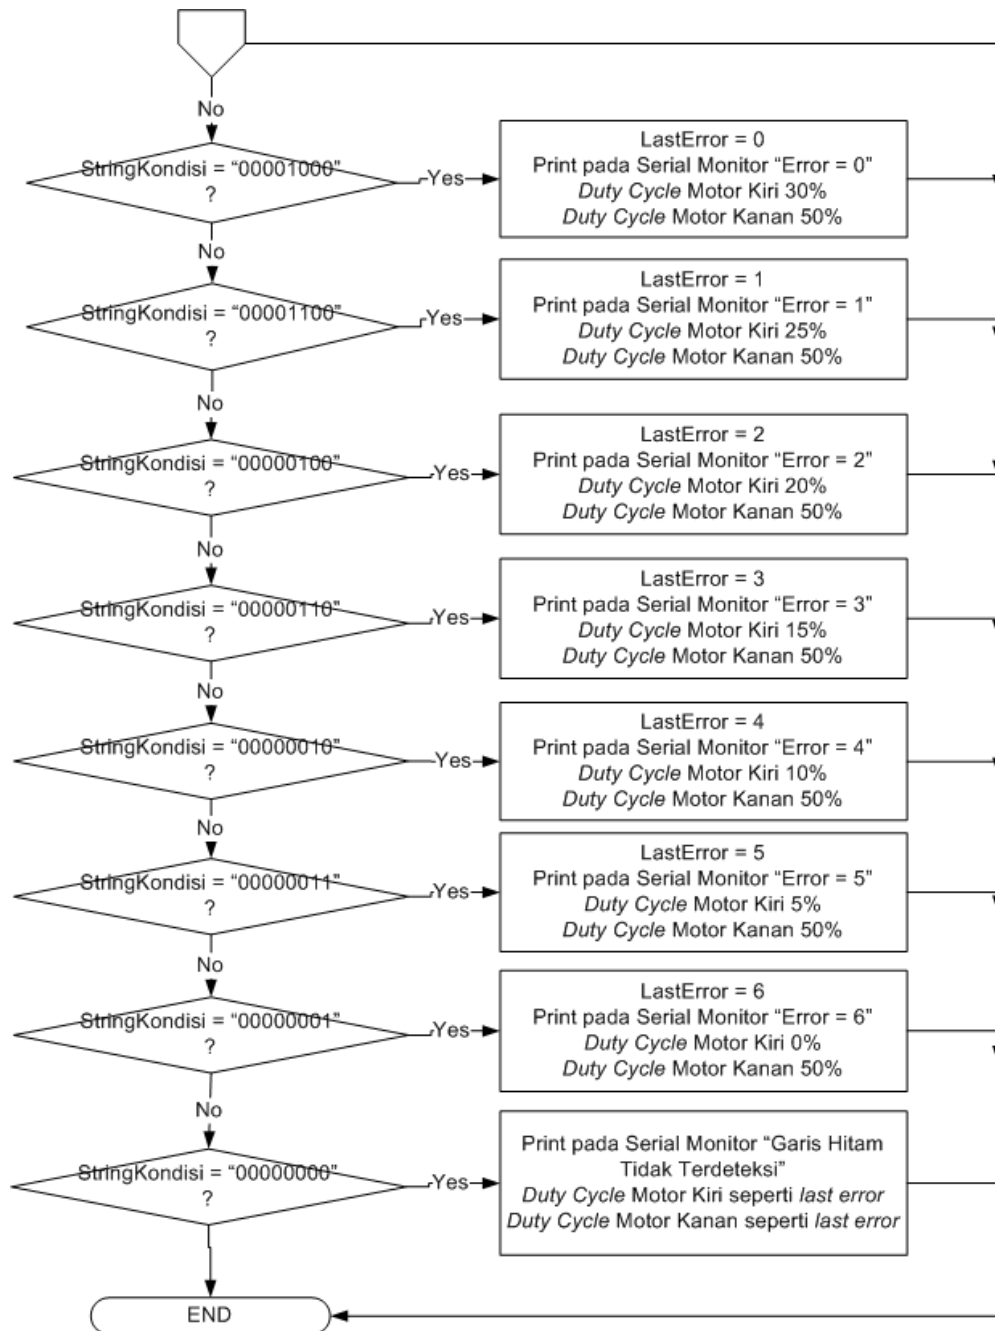 No
StringKondisi = “00001000”
?
Yes
LastError = 0
Print pada Serial Monitor “Error = 0”
Duty Cycle Motor Kiri 30%
Duty Cycle Motor Kanan 50%
No
StringKondisi = “00001100”
?
Yes
LastError = 1
Print pada Serial Monitor “Error = 1”
Duty Cycle Motor Kiri 25%
Duty Cycle Motor Kanan 50%
No
StringKondisi = “00000100”
?
Yes
LastError = 2
Print pada Serial Monitor “Error = 2”
Duty Cycle Motor Kiri 20%
Duty Cycle Motor Kanan 50%
No
StringKondisi = “00000110”
?
Yes
LastError = 3
Print pada Serial Monitor “Error = 3”
Duty Cycle Motor Kiri 15%
Duty Cycle Motor Kanan 50%
No
StringKondisi = “00000010”
?
Yes
LastError = 4
Print pada Serial Monitor “Error = 4”
Duty Cycle Motor Kiri 10%
Duty Cycle Motor Kanan 50%
No
StringKondisi = “00000011”
?
Yes
LastError = 5
Print pada Serial Monitor “Error = 5”
Duty Cycle Motor Kiri 5%
Duty Cycle Motor Kanan 50%
No
StringKondisi = “00000001”
?
Yes
LastError = 6
Print pada Serial Monitor “Error = 6”
Duty Cycle Motor Kiri 0%
Duty Cycle Motor Kanan 50%
No
StringKondisi = “00000000”
?
Yes
Print pada Serial Monitor “Garis Hitam
Tidak Terdeteksi”
Duty Cycle Motor Kiri seperti last error
Duty Cycle Motor Kanan seperti last error
END